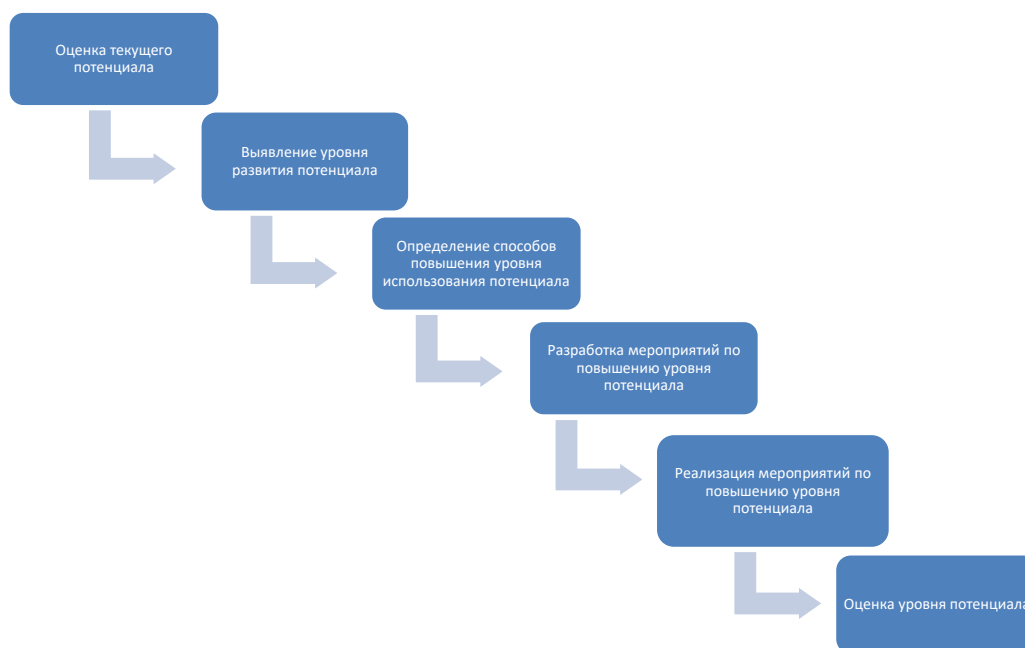 Оценка текущего
потенциала
Выявление уровня
развития потенциала
Определение способов
повышения уровня
использования потенциала
Разработка мероприятий по
повышению уровня
потенциала
Реализация мероприятий по
повышению уровня
потенциала
Оценка уровня потенциала